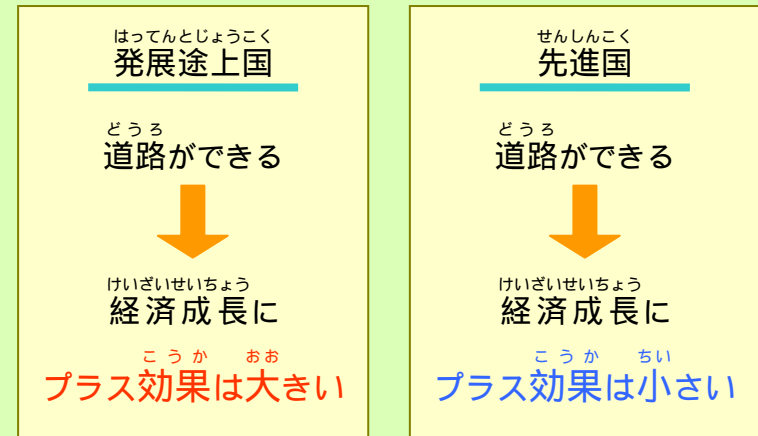 はってんとじょうこく
発展途上国
どうろ
道路ができる
けいざいせいちょう
経済成長に
こうか おお
プラス効果は大きい
せんしんこく
先進国
どうろ
道路ができる
けいざいせいちょう
経済成長に
こうか ちい
プラス効果は小さい